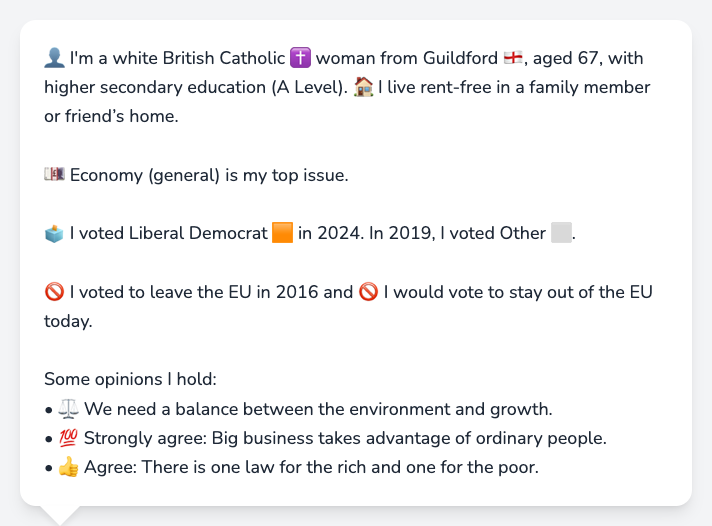 👤 I'm a white British Catholic ✝️ woman from Guildford 🏴󠁧󠁢󠁥󠁮󠁧󠁿, aged 67, with
higher secondary education (A Level). 🏠 I live rent-free in a family member
or friend’s home.
💷 Economy (general) is my top issue.
🗳️ I voted Liberal Democrat 🟧 in 2024. In 2019, I voted Other ⬜.
🚫 I voted to leave the EU in 2016 and 🚫 I would vote to stay out of the EU
today.
Some opinions I hold:
• ⚖️ We need a balance between the environment and growth.
• 💯 Strongly agree: Big business takes advantage of ordinary people.
• 👍 Agree: There is one law for the rich and one for the poor.